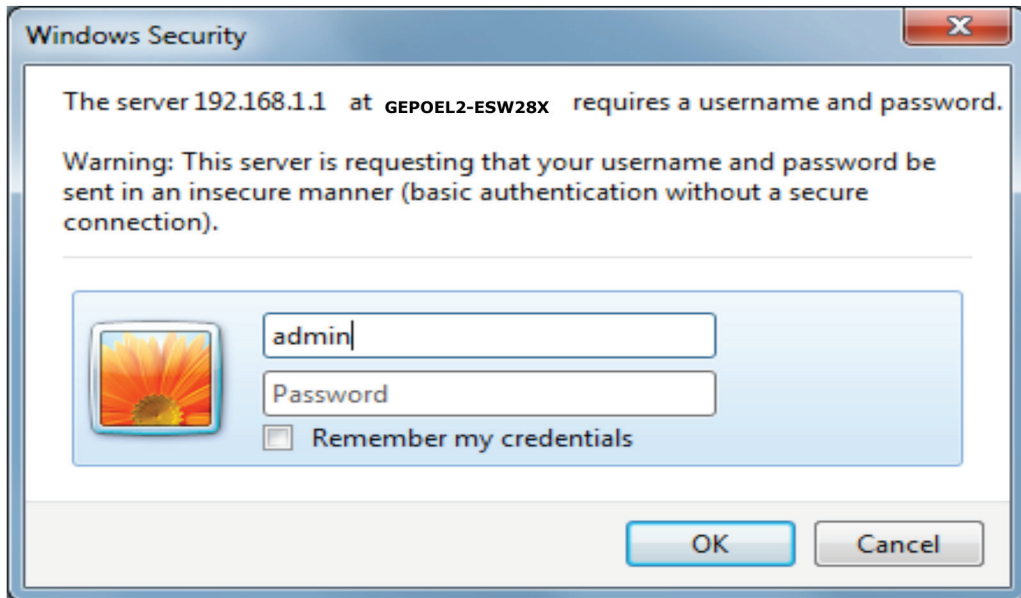 Windows Security
The server 192.168.1.1 at GEPOEL2-ESW28X requires a username and password.
Warning: This server is requesting that your username and password be
sent in an insecure manner (basic authentication without a secure
connection).
admin
Password
Remember my credentials
OK Cancel